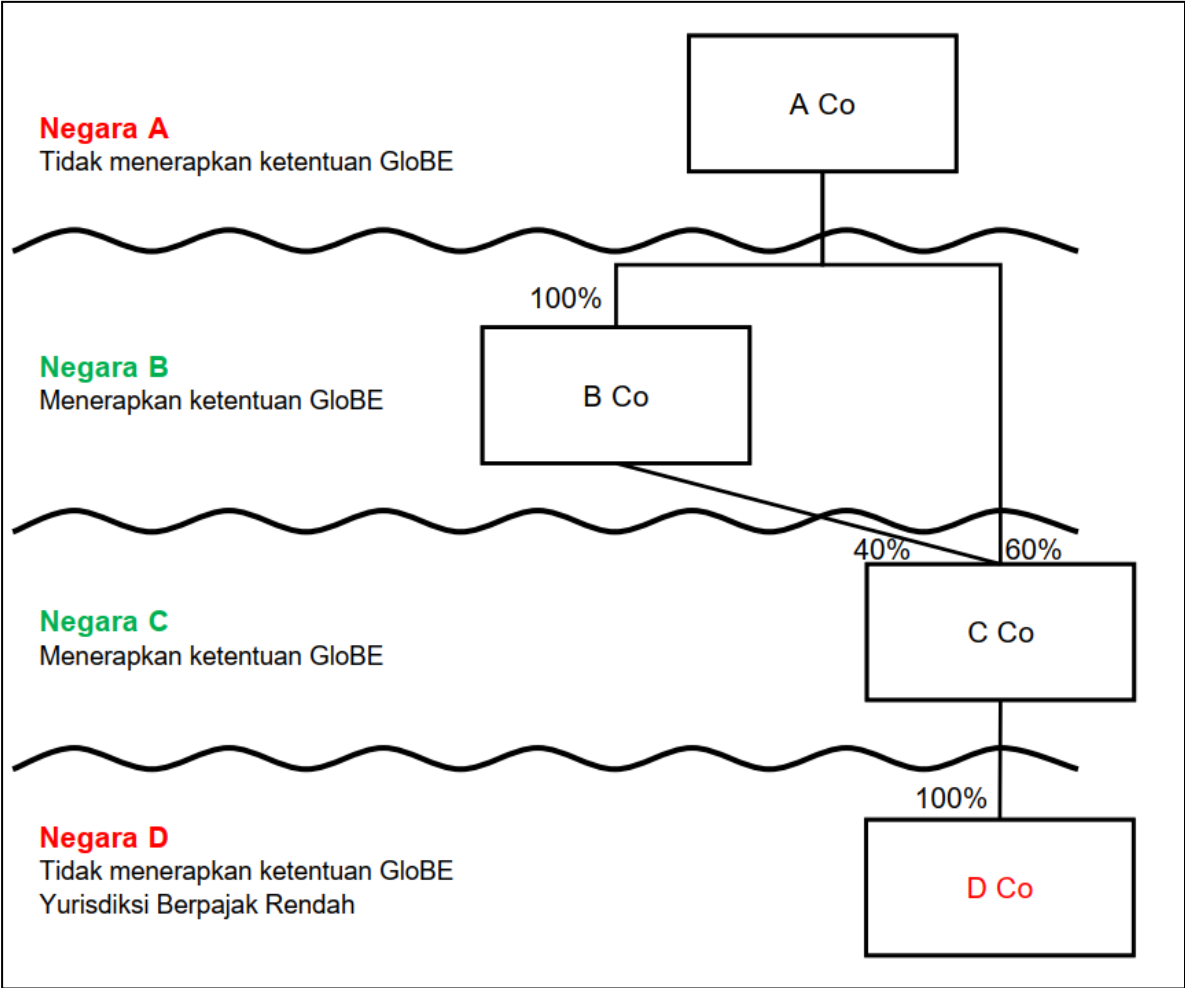 A Co
Negara A
Tidak menerapkan ketentuan GloBE
100%
Negara B
Menerapkan ketentuan GloBE
B Co
40%
60%
Negara C
Menerapkan ketentuan GloBE
C Co
100%
Negara D
Tidak menerapkan ketentuan GloBE
Yurisdiksi Berpajak Rendah
D Co